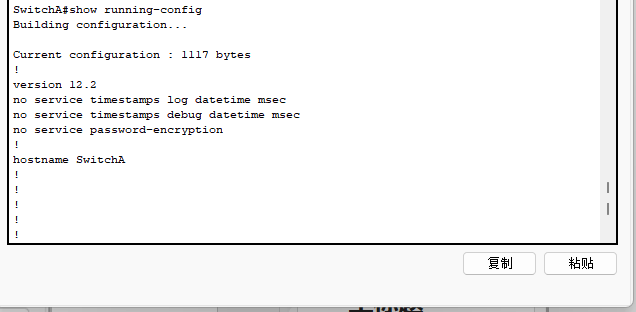 SwitchA#show running-config
Building configuration...
Current configuration : 1117 bytes
!
version 12.2
no service timestamps log datetime msec
no service timestamps debug datetime msec
no service password-encryption
!
hostname SwitchA
!
!
!
!
!
复制 粘贴